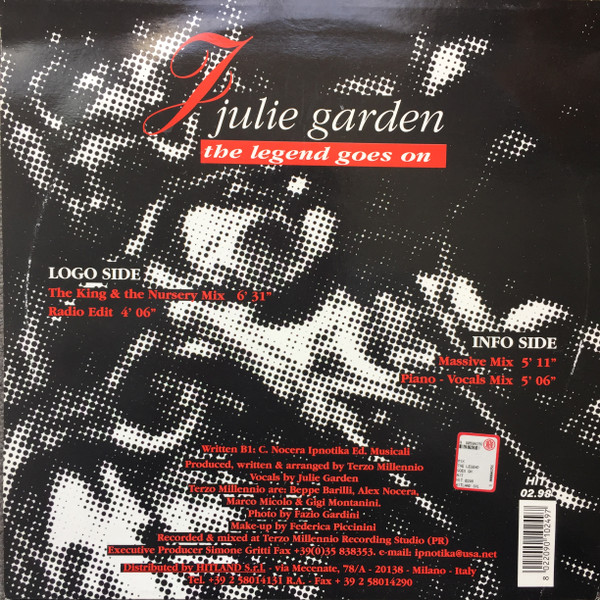 J
julie garden
the legend goes on
LOGO SIDE
The King & the Nursery Mix 6' 31"
Radio Edit 4' 06"
INFO SIDE
Massive Mix 5' 11"
Piano - Vocals Mix 5' 06"
Written B1: C. Nocera Ipnotika Ed. Musicali
Produced, written & arranged by Terzo Millennio
Vocals by Julie Garden
Terzo Millennio are: Beppe Barilli, Alex Nocera,
Marco Micolo & Gigi Montanini.
Photo by Fazio Gardini
Make-up by Federica Piccinini
Recorded & mixed at Terzo Millennio Recording Studio (PR)
Executive Producer Simone Gritti Fax +39(0)35 838353. e-mail: ipnotika@usa.net
Distributed by HITLAND S.r.l. - via Mecenate, 78/A - 20138 - Milano - Italy
Tel. +39 2 58014131 R.A. - Fax + 39 2 58014290
THE LEGEND
GOES ON
HIT
02.98
8 022090 102497